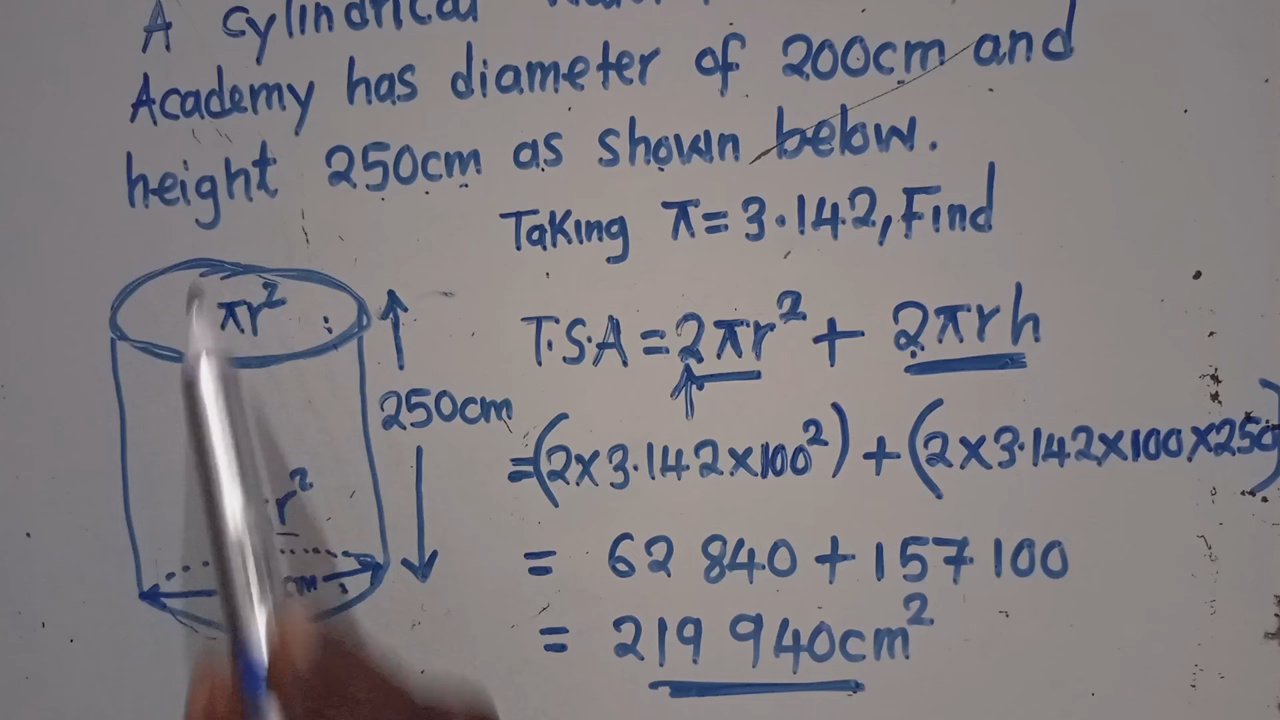 A cylindrical
Academy has diameter of 200cm and
height 250cm as shown below.
Taking π=3.142, Find
πr²
T.S.A = 2πr² + 2πrh
250cm
=(2×3.142×100²) + (2×3.142×100×250)
r²
= 62 840 + 157 100
cm
= 219 940cm²